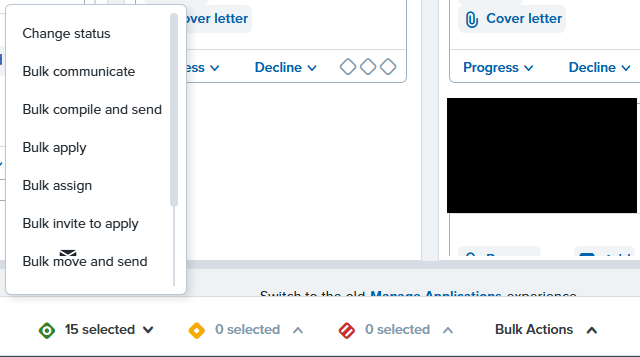 Change status
Bulk communicate
Bulk compile and send
Bulk apply
Bulk assign
Bulk invite to apply
Bulk move and send
over letter
Decline
Cover letter
Progress
Decline
Switch to the old Manage Applications experience
15 selected
0 selected
0 selected
Bulk Actions